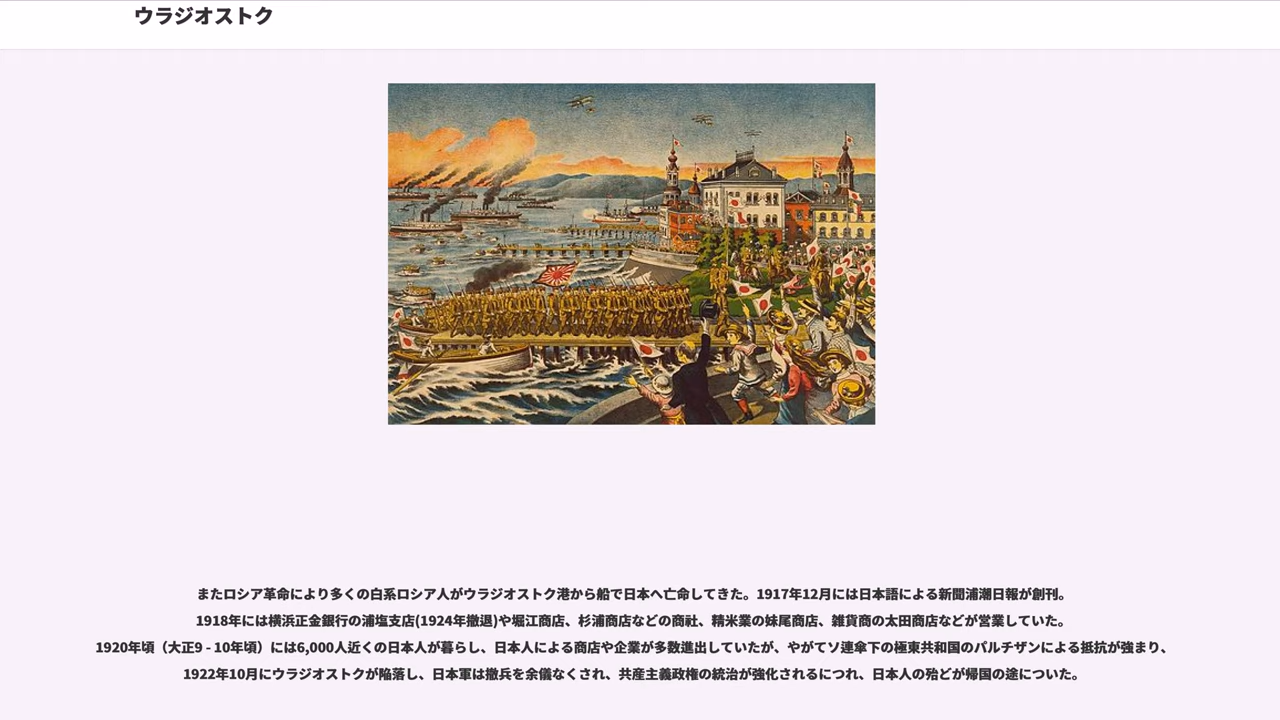 ウラジオストク
またロシア革命により多くの白系ロシア人がウラジオストク港から船で日本へ亡命してきた。1917年12月には日本語による新聞浦潮日報が創刊。
1918年には横浜正金銀行の浦塩支店(1924年撤退)や堀江商店、杉浦商店などの商社、精米業の妹尾商店、雑貨商の太田商店などが営業していた。
1920年頃（大正9 - 10年頃）には6,000人近くの日本人が暮らし、日本人による商店や企業が多数進出していたが、やがてソ連傘下の極東共和国のパルチザンによる抵抗が強まり、
1922年10月にウラジオストクが陥落し、日本軍は撤兵を余儀なくされ、共産主義政権の統治が強化されるにつれ、日本人の殆どが帰国の途についた。